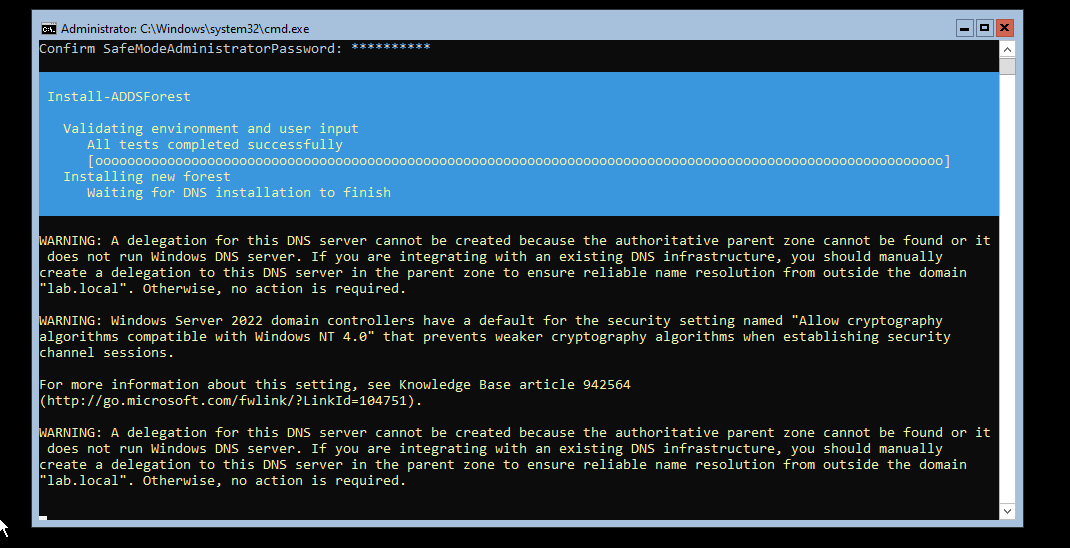 Administrator: C:\Windows\system32\cmd.exe
Confirm SafeModeAdministratorPassword: **********
Install-ADDSForest
Validating environment and user input
All tests completed successfully
[oooooooooooooooooooooooooooooooooooooooooooooooooooooooooooooooooooooooooooooooooooooooooooooooooooooooooo]
Installing new forest
Waiting for DNS installation to finish
WARNING: A delegation for this DNS server cannot be created because the authoritative parent zone cannot be found or it
does not run Windows DNS server. If you are integrating with an existing DNS infrastructure, you should manually
create a delegation to this DNS server in the parent zone to ensure reliable name resolution from outside the domain
"lab.local". Otherwise, no action is required.
WARNING: Windows Server 2022 domain controllers have a default for the security setting named "Allow cryptography
algorithms compatible with Windows NT 4.0" that prevents weaker cryptography algorithms when establishing security
channel sessions.
For more information about this setting, see Knowledge Base article 942564
(http://go.microsoft.com/fwlink/?LinkId=104751).
WARNING: A delegation for this DNS server cannot be created because the authoritative parent zone cannot be found or it
does not run Windows DNS server. If you are integrating with an existing DNS infrastructure, you should manually
create a delegation to this DNS server in the parent zone to ensure reliable name resolution from outside the domain
"lab.local". Otherwise, no action is required.